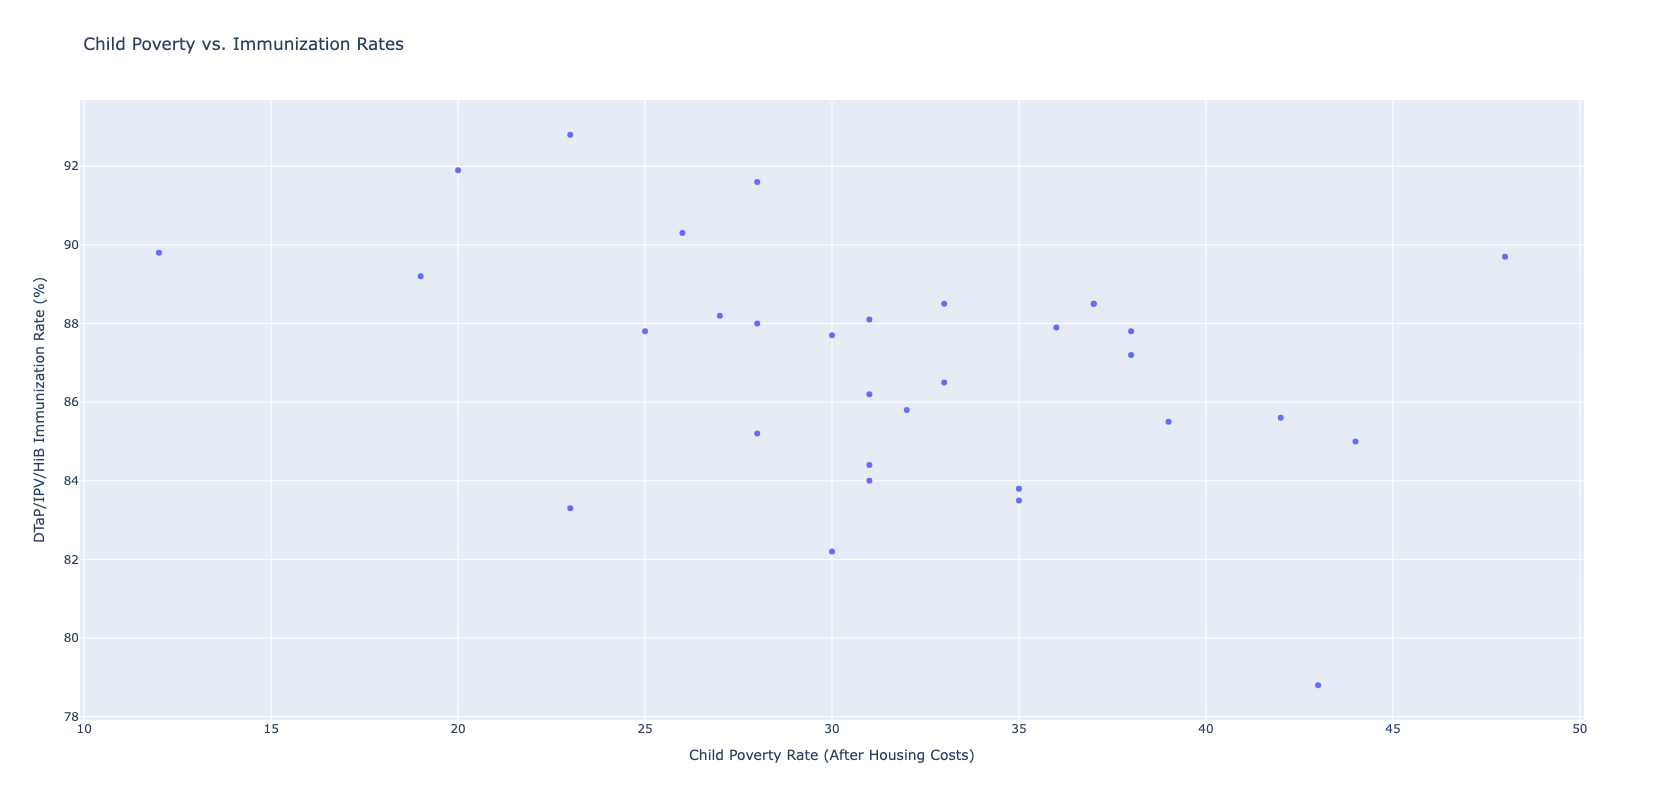 Child Poverty vs. Immunization Rates
DTaP/IPV/HiB Immunization Rate (%)
92
90
88
86
84
82
80
78
10 15 20 25 30 35 40 45 50
Child Poverty Rate (After Housing Costs)